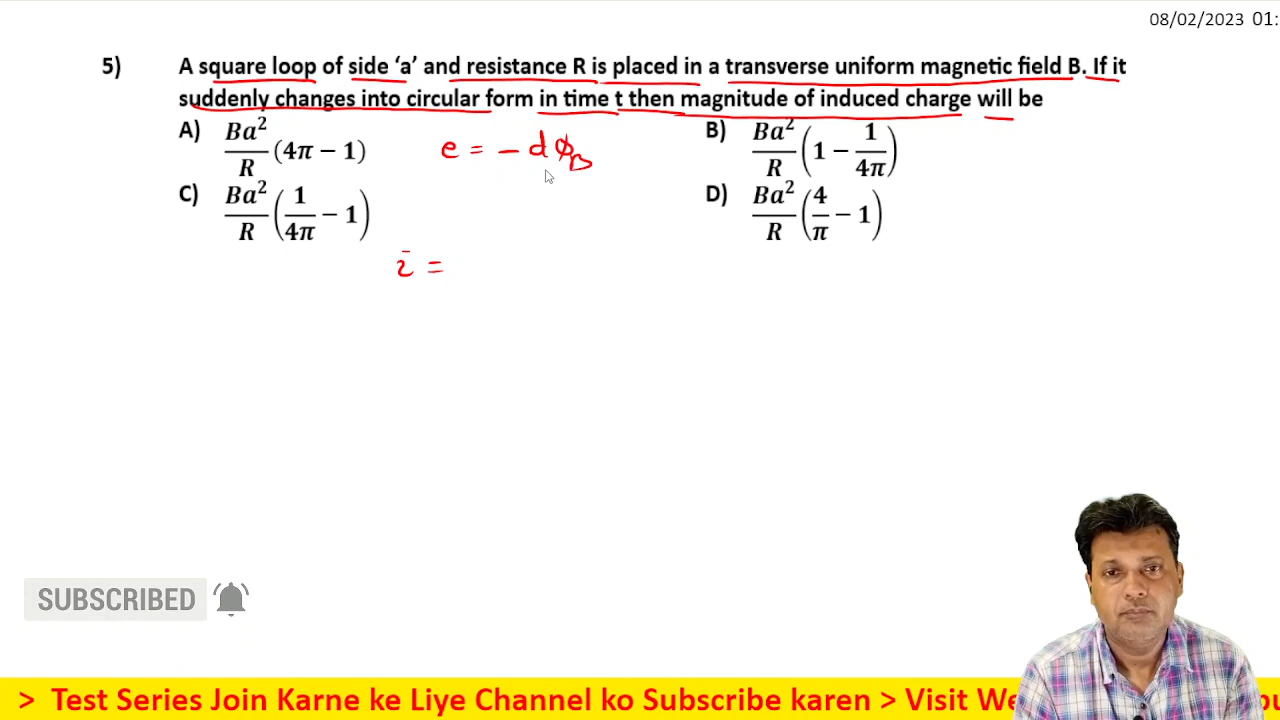 08/02/2023 01:
5) A square loop of side ‘a’ and resistance R is placed in a transverse uniform magnetic field B. If it
suddenly changes into circular form in time t then magnitude of induced charge will be
A) Ba²/R (4π − 1)
B) Ba²/R (1 − 1/4π)
e = − dϕ_B
C) Ba²/R (1/4π − 1)
D) Ba²/R (4/π − 1)
i =
SUBSCRIBED
> Test Series Join Karne ke Liye Channel ko Subscribe karen > Visit We